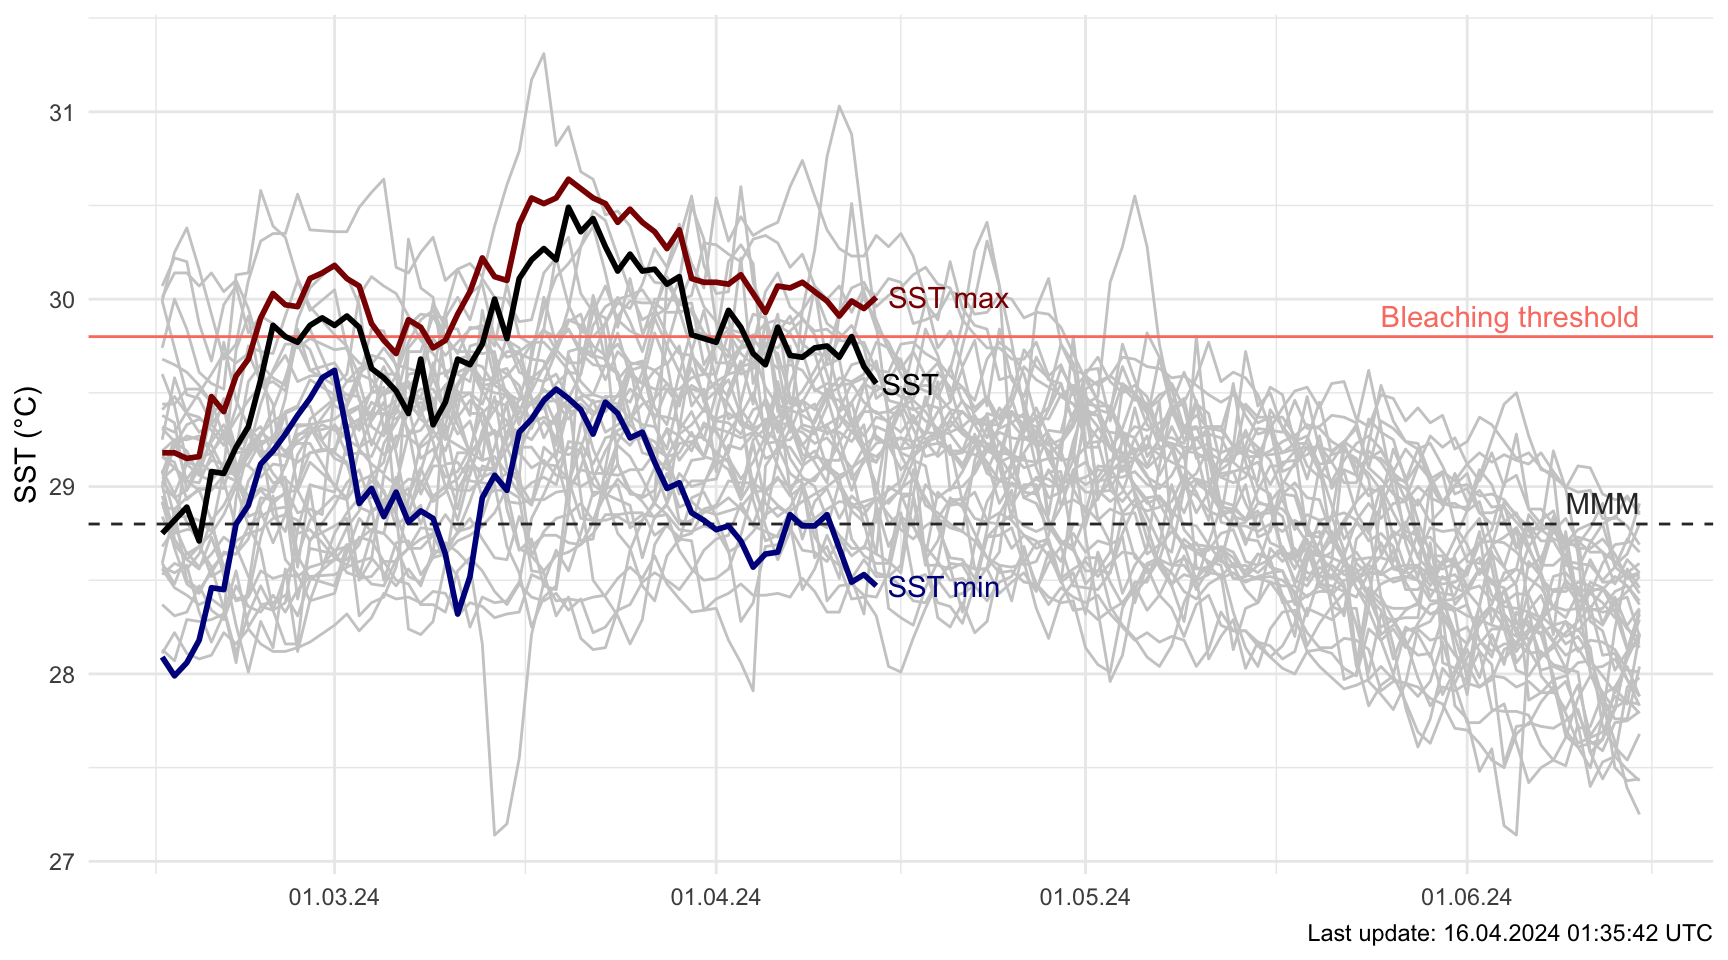 31
30
29
28
27
SST (°C)
SST max
Bleaching threshold
SST
MMM
SST min
01.03.24 01.04.24 01.05.24 01.06.24
Last update: 16.04.2024 01:35:42 UTC